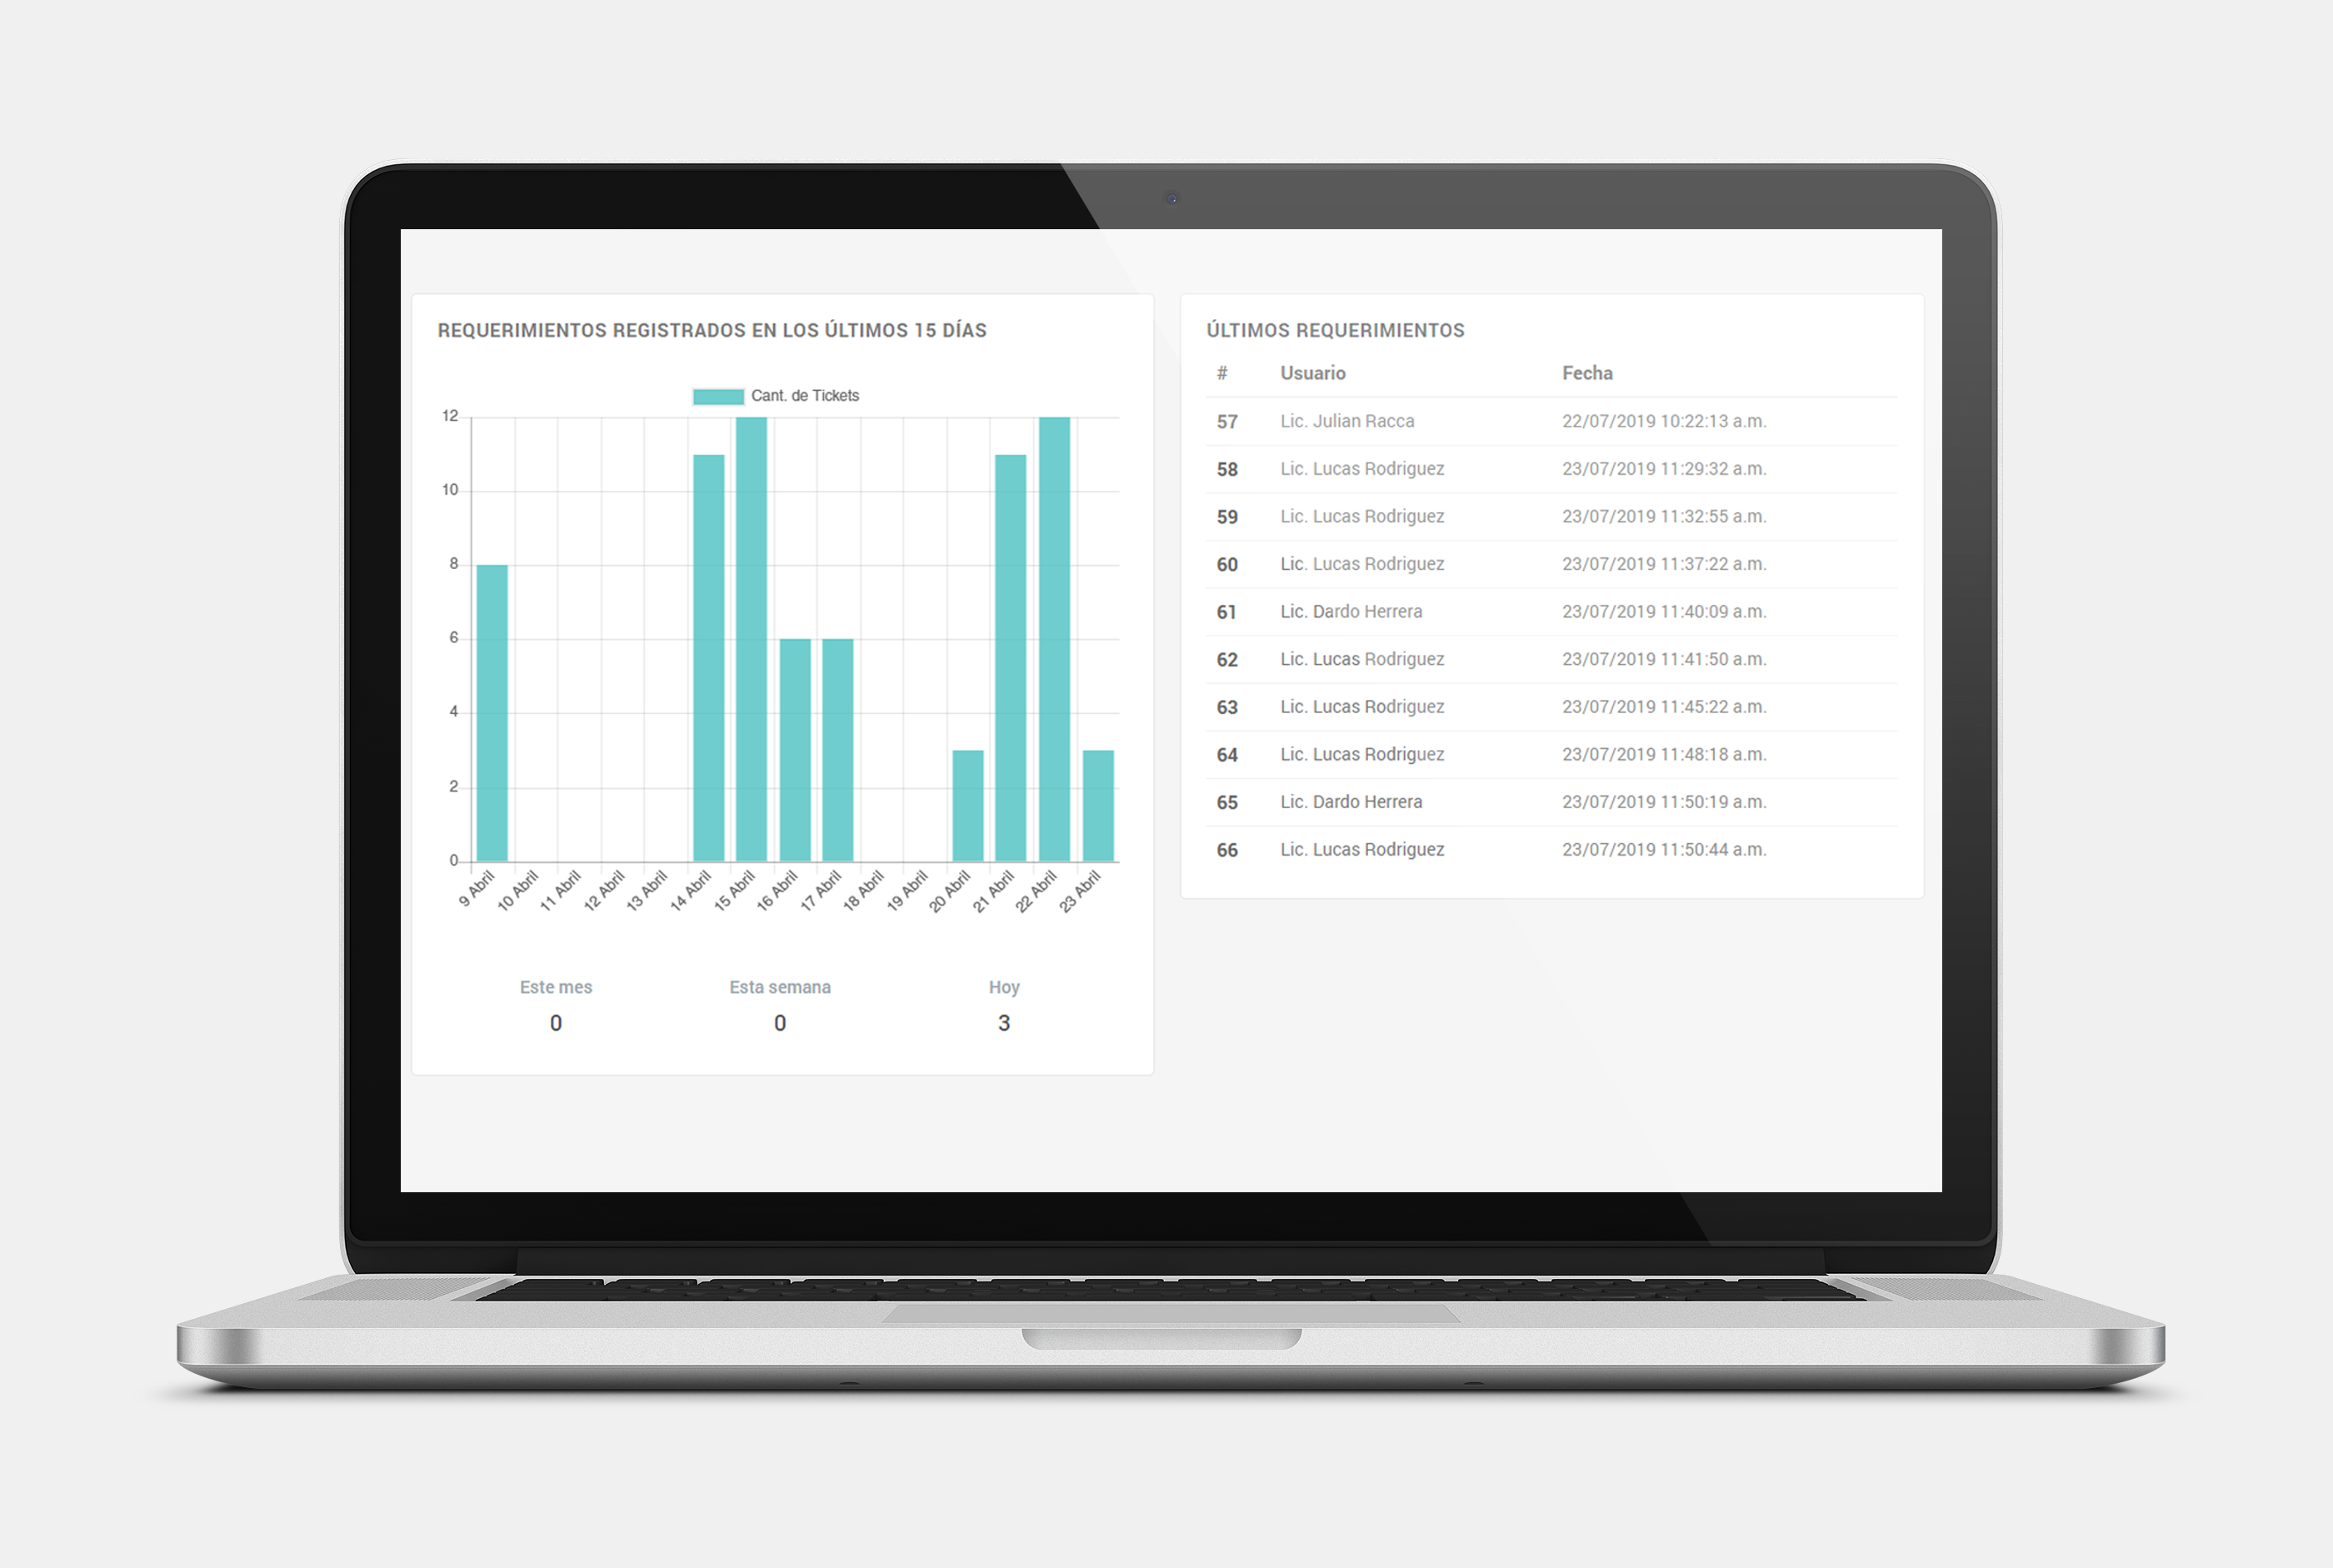 REQUERIMIENTOS REGISTRADOS EN LOS ÚLTIMOS 15 DÍAS
Cant. de Tickets
12
10
8
6
4
2
0
9 Abril 10 Abril 11 Abril 12 Abril 13 Abril 14 Abril 15 Abril 16 Abril 17 Abril 18 Abril 19 Abril 20 Abril 21 Abril 22 Abril 23 Abril
Este mes Esta semana Hoy
0 0 3
ÚLTIMOS REQUERIMIENTOS
# Usuario Fecha
57 Lic. Julian Racca 22/07/2019 10:22:13 a.m.
58 Lic. Lucas Rodriguez 23/07/2019 11:29:32 a.m.
59 Lic. Lucas Rodriguez 23/07/2019 11:32:55 a.m.
60 Lic. Lucas Rodriguez 23/07/2019 11:37:22 a.m.
61 Lic. Dardo Herrera 23/07/2019 11:40:09 a.m.
62 Lic. Lucas Rodriguez 23/07/2019 11:41:50 a.m.
63 Lic. Lucas Rodriguez 23/07/2019 11:45:22 a.m.
64 Lic. Lucas Rodriguez 23/07/2019 11:48:18 a.m.
65 Lic. Dardo Herrera 23/07/2019 11:50:19 a.m.
66 Lic. Lucas Rodriguez 23/07/2019 11:50:44 a.m.